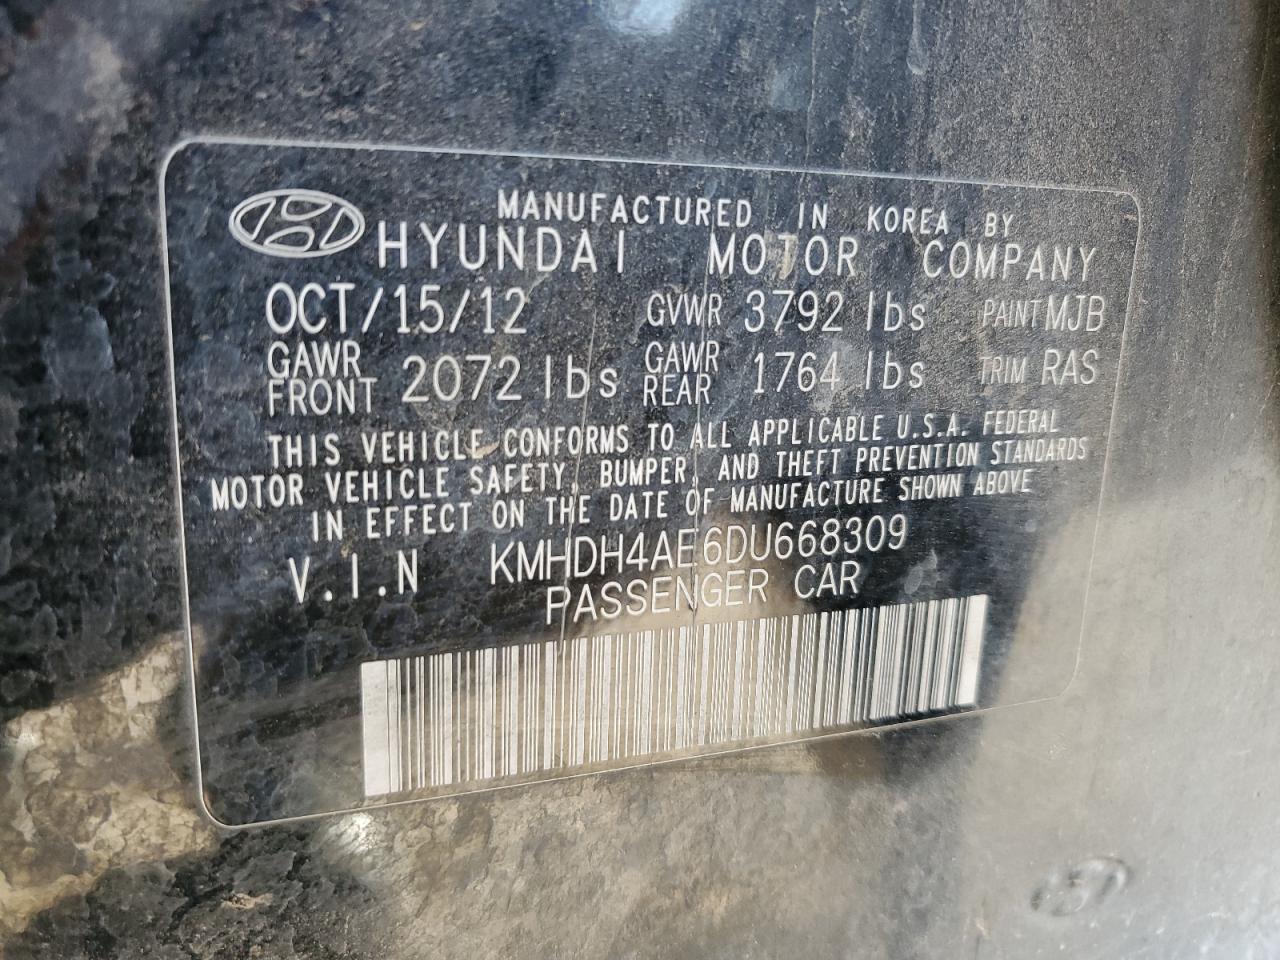 MANUFACTURED IN KOREA BY
HYUNDAI MOTOR COMPANY
OCT/15/12 GVWR 3792 lbs PAINT MJB
GAWR FRONT 2072 lbs GAWR REAR 1764 lbs TRIM RAS
THIS VEHICLE CONFORMS TO ALL APPLICABLE U.S.A. FEDERAL
MOTOR VEHICLE SAFETY, BUMPER, AND THEFT PREVENTION STANDARDS
IN EFFECT ON THE DATE OF MANUFACTURE SHOWN ABOVE
V.I.N KMHDH4AE6DU668309
PASSENGER CAR